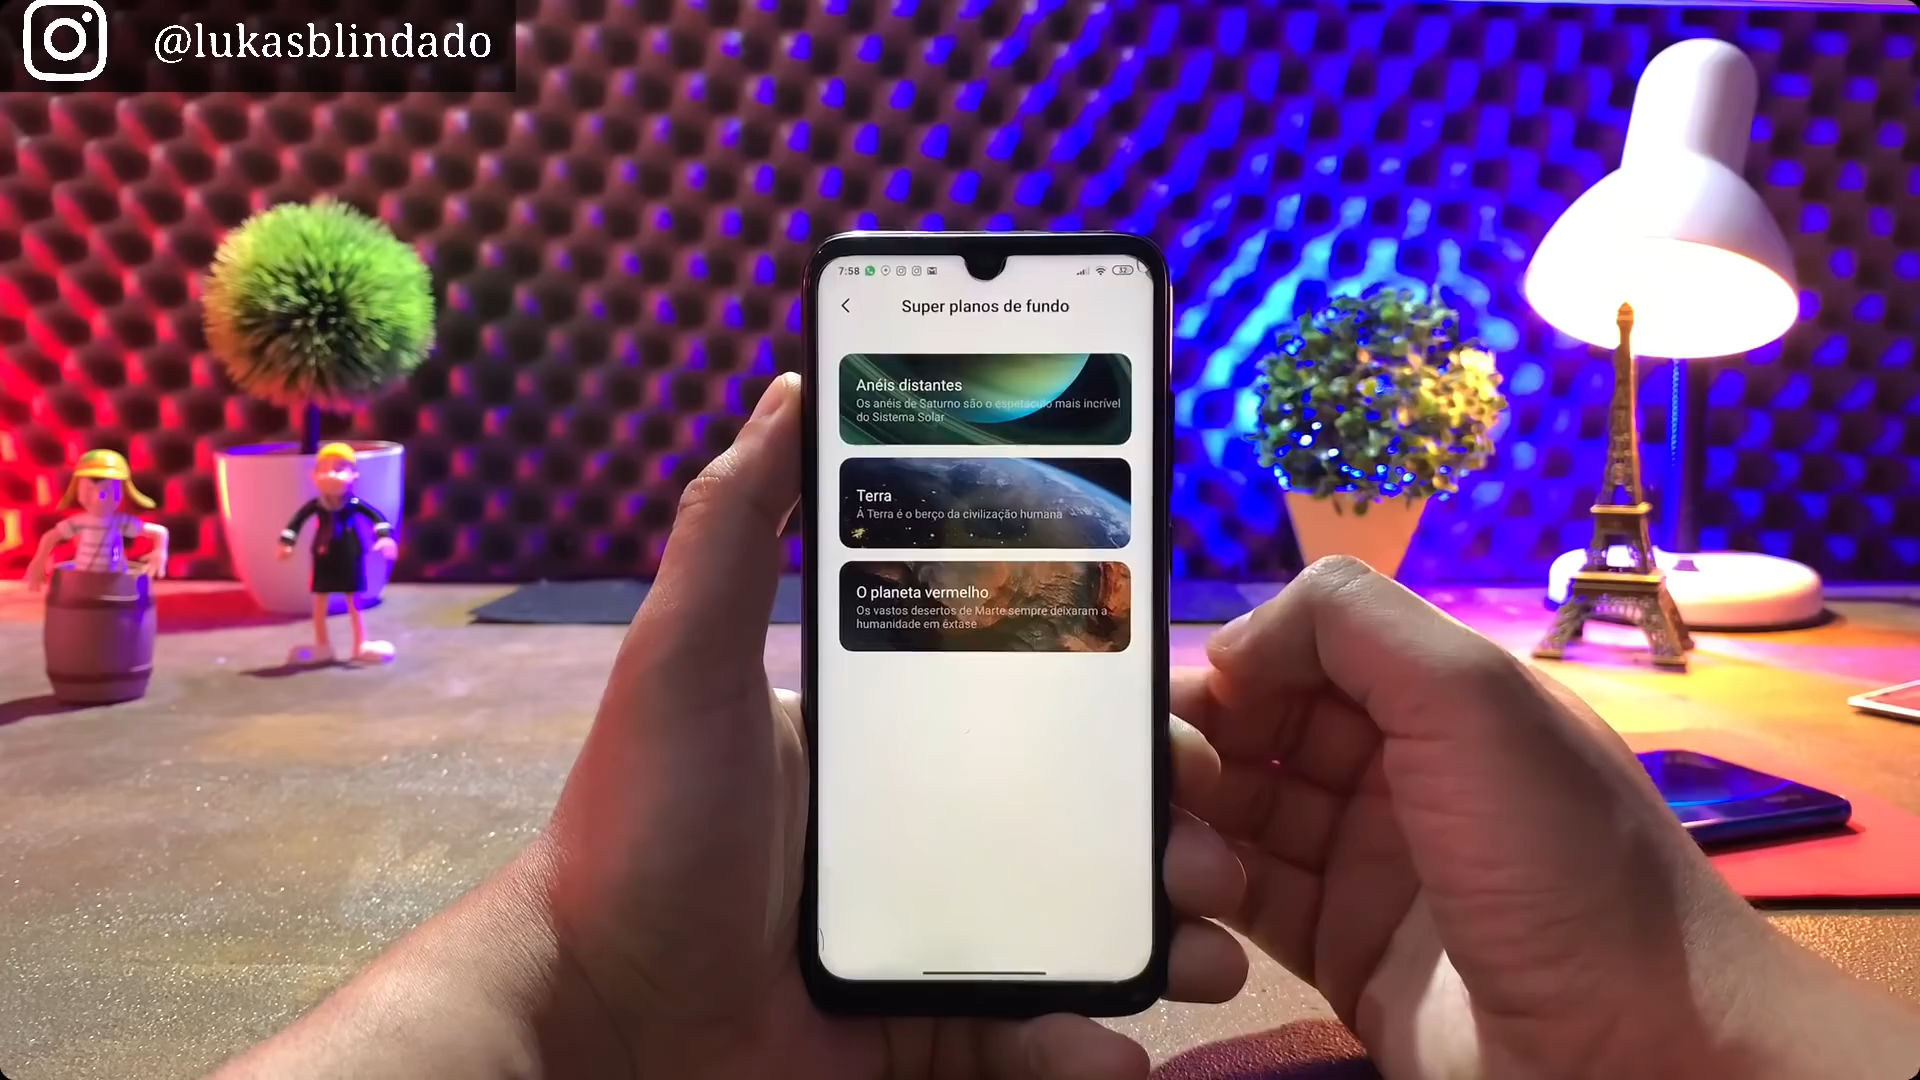 @lukasblindado
7:58
32
Super planos de fundo
Anéis distantes
Os anéis de Saturno são o espetáculo mais incrível
do Sistema Solar
Terra
A Terra é o berço da civilização humana
O planeta vermelho
Os vastos desertos de Marte sempre deixaram a
humanidade em êxtase